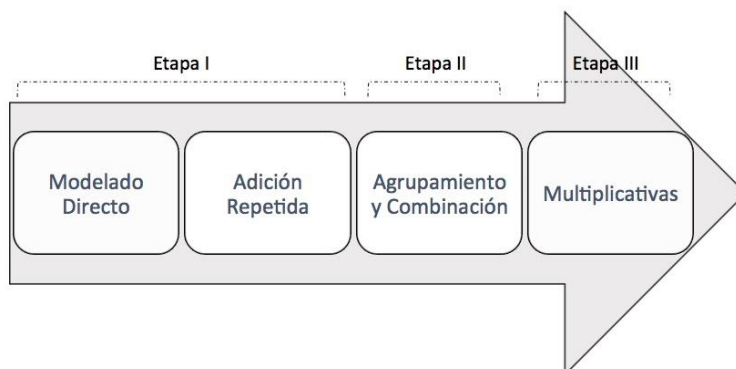 Etapa I
Etapa II
Etapa III
Modelado
Directo
Adición
Repetida
Agrupamiento
y Combinación
Multiplicativas